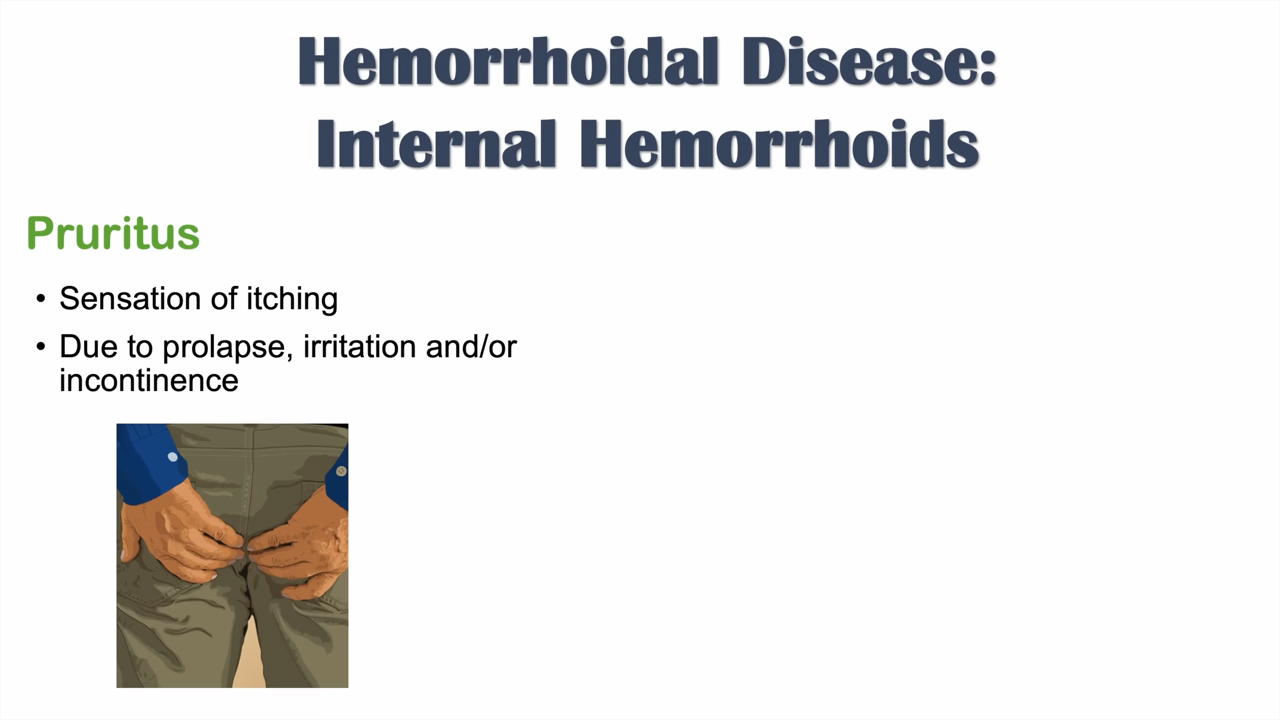 Hemorrhoidal Disease:
Internal Hemorrhoids
Pruritus
• Sensation of itching
• Due to prolapse, irritation and/or
incontinence